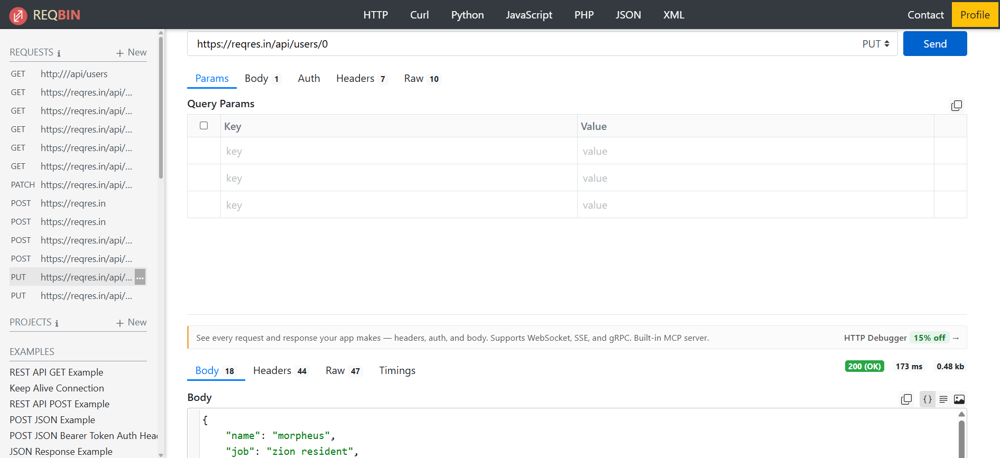 REQBIN HTTP Curl Python JavaScript PHP JSON XML Contact Profile
https://reqres.in/api/users/0 PUT Send
REQUESTS + New
GET http:///api/users
GET https://reqres.in/api/...
GET https://reqres.in/api/...
GET https://reqres.in/api/...
GET https://reqres.in/api/...
GET https://reqres.in/api/...
PATCH https://reqres.in/api/...
POST https://reqres.in
POST https://reqres.in
POST https://reqres.in/api/...
POST https://reqres.in/api/...
PUT https://reqres.in/api/... ...
PUT https://reqres.in/api/...
PROJECTS + New
EXAMPLES
REST API GET Example
Keep Alive Connection
REST API POST Example
POST JSON Example
POST JSON Bearer Token Auth Head
JSON Response Example
Params Body 1 Auth Headers 7 Raw 10
Query Params
Key Value
key value
key value
key value
See every request and response your app makes — headers, auth, and body. Supports WebSocket, SSE, and gRPC. Built-in MCP server. HTTP Debugger 15% off →
Body 18 Headers 44 Raw 47 Timings 200 (OK) 173 ms 0.48 kb
Body {}
{
"name": "morpheus",
"job": "zion resident",